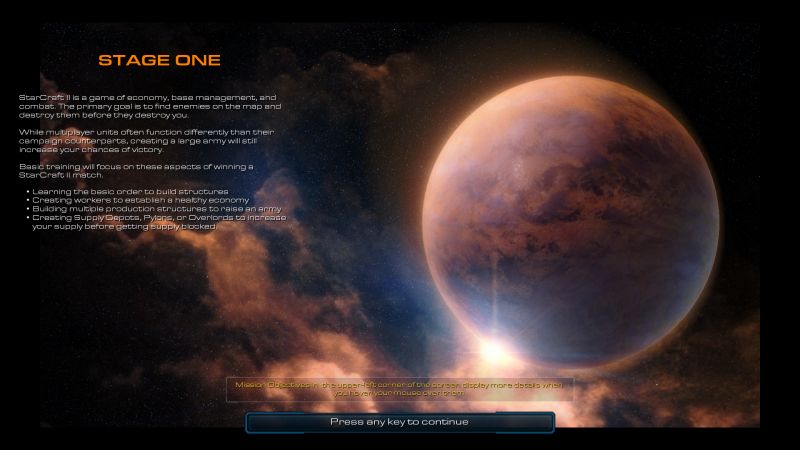 STAGE ONE
StarCraft II is a game of economy, base management, and
combat. The primary goal is to find enemies on the map and
destroy them before they destroy you.
While multiplayer units often function differently than their
campaign counterparts, creating a large army will still
increase your chances of victory.
Basic training will focus on these aspects of winning a
StarCraft II match.
• Learning the basic order to build structures
• Creating workers to establish a healthy economy
• Building multiple production structures to raise an army
• Creating Supply Depots, Pylons, or Overlords to increase
your supply before getting supply blocked.
Mission Objectives in the upper-left corner of the screen display more details when
you hover your mouse over them.
Press any key to continue